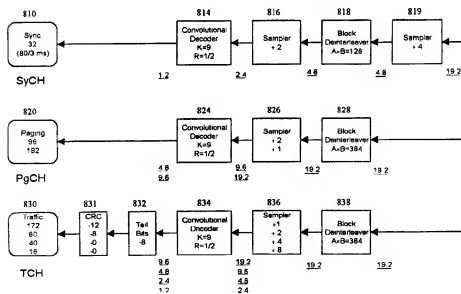 810
814
816
818
819
Sync
32
(80/3 ms)
Convolutional
Decoder
K=9
R=1/2
Sampler
÷ 2
Block
Deinterleaver
A×B=128
Sampler
÷ 4
SyCH
1.2
2.4
4.8
4.8
19.2
820
824
826
828
Paging
96
192
Convolutional
Decoder
K=9
R=1/2
Sampler
÷ 2
÷ 1
Block
Deinterleaver
A×B=384
PgCH
4.8
9.6
9.6
19.2
19.2
19.2
830
831
832
834
836
838
Traffic
172
80
40
16
CRC
-12
-8
-0
-0
Tail
Bits
-8
Convolutional
Dncoder
K=9
R=1/2
Sampler
÷1
÷ 2
÷ 4
÷ 8
Block
Deinterleaver
A×B=384
TCH
9.6
4.8
2.4
1.2
19.2
9.6
4.8
2.4
19.2
19.2